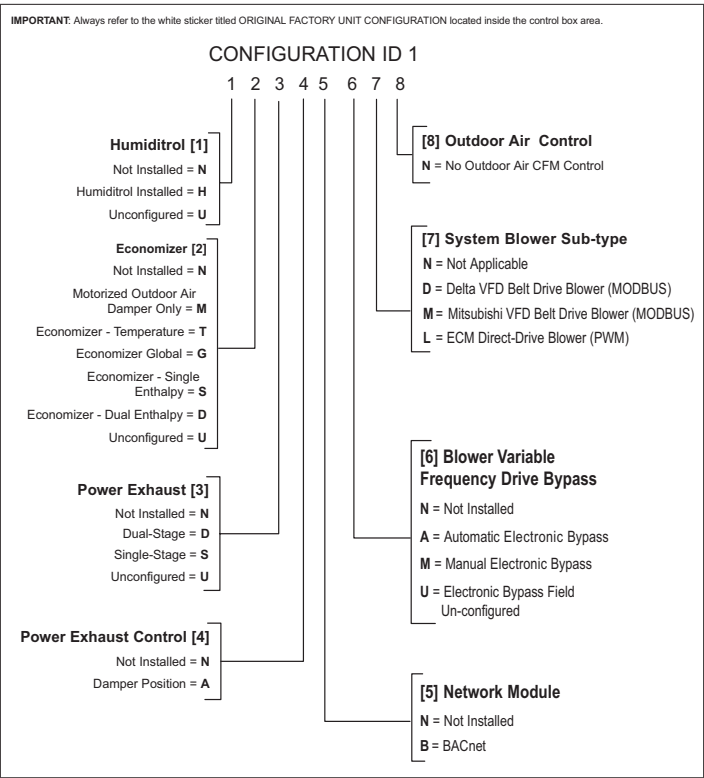 IMPORTANT: Always refer to the white sticker titled ORIGINAL FACTORY UNIT CONFIGURATION located inside the control box area.
CONFIGURATION ID 1
1 2 3 4 5 6 7 8
Humiditrol [1]
Not Installed = N
Humiditrol Installed = H
Unconfigured = U
Economizer [2]
Not Installed = N
Motorized Outdoor Air
Damper Only = M
Economizer - Temperature = T
Economizer Global = G
Economizer - Single
Enthalpy = S
Economizer - Dual Enthalpy = D
Unconfigured = U
Power Exhaust [3]
Not Installed = N
Dual-Stage = D
Single-Stage = S
Unconfigured = U
Power Exhaust Control [4]
Not Installed = N
Damper Position = A
[8] Outdoor Air Control
N = No Outdoor Air CFM Control
[7] System Blower Sub-type
N = Not Applicable
D = Delta VFD Belt Drive Blower (MODBUS)
M = Mitsubishi VFD Belt Drive Blower (MODBUS)
L = ECM Direct-Drive Blower (PWM)
[6] Blower Variable
Frequency Drive Bypass
N = Not Installed
A = Automatic Electronic Bypass
M = Manual Electronic Bypass
U = Electronic Bypass Field
Un-configured
[5] Network Module
N = Not Installed
B = BACnet